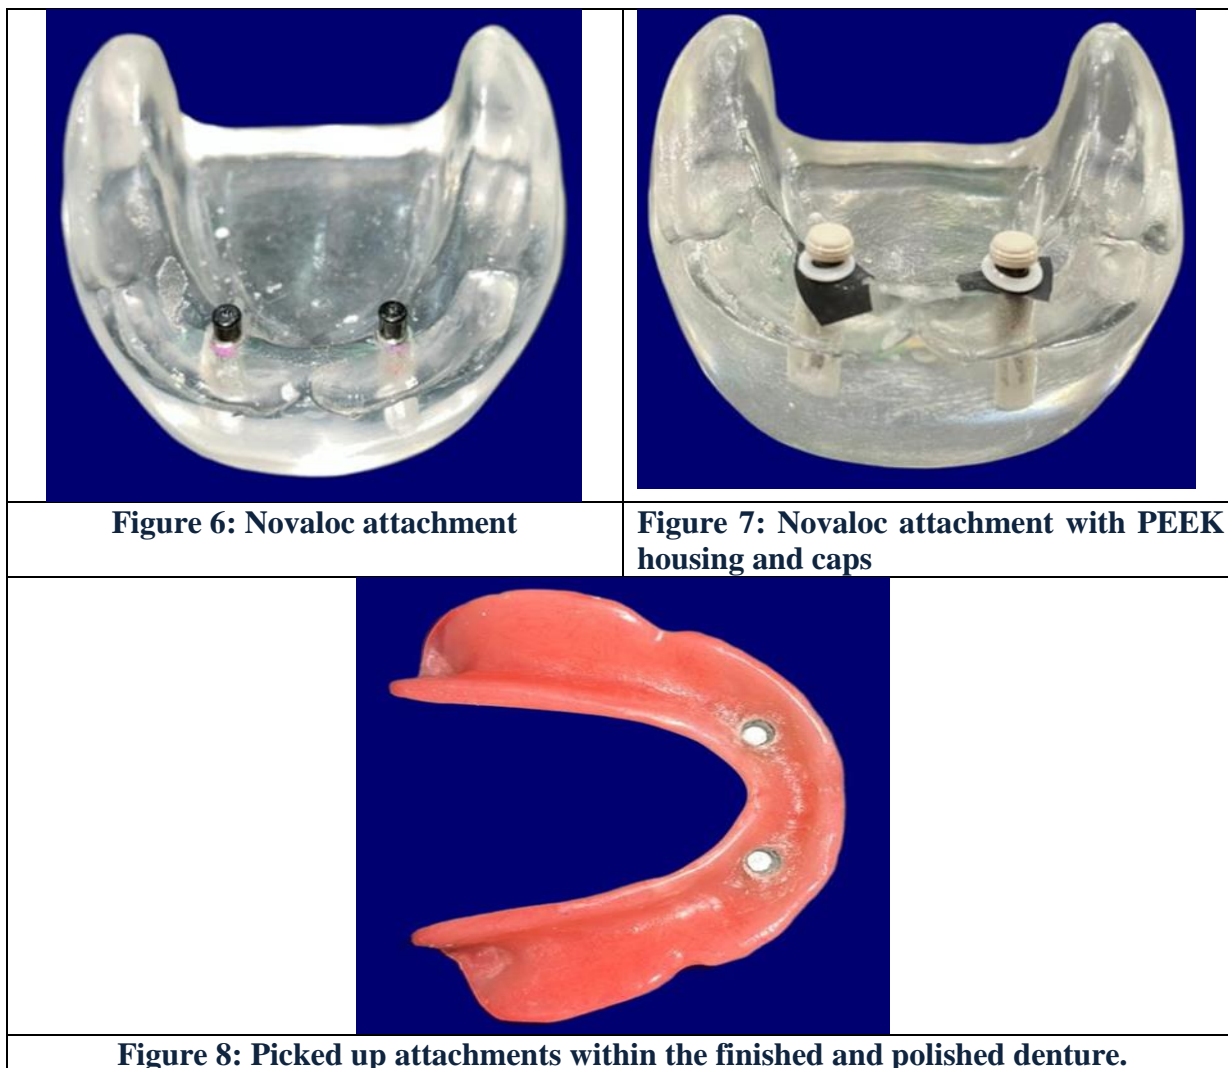 Figure 6: Novaloc attachment
Figure 7: Novaloc attachment with PEEK
housing and caps
Figure 8: Picked up attachments within the finished and polished denture.